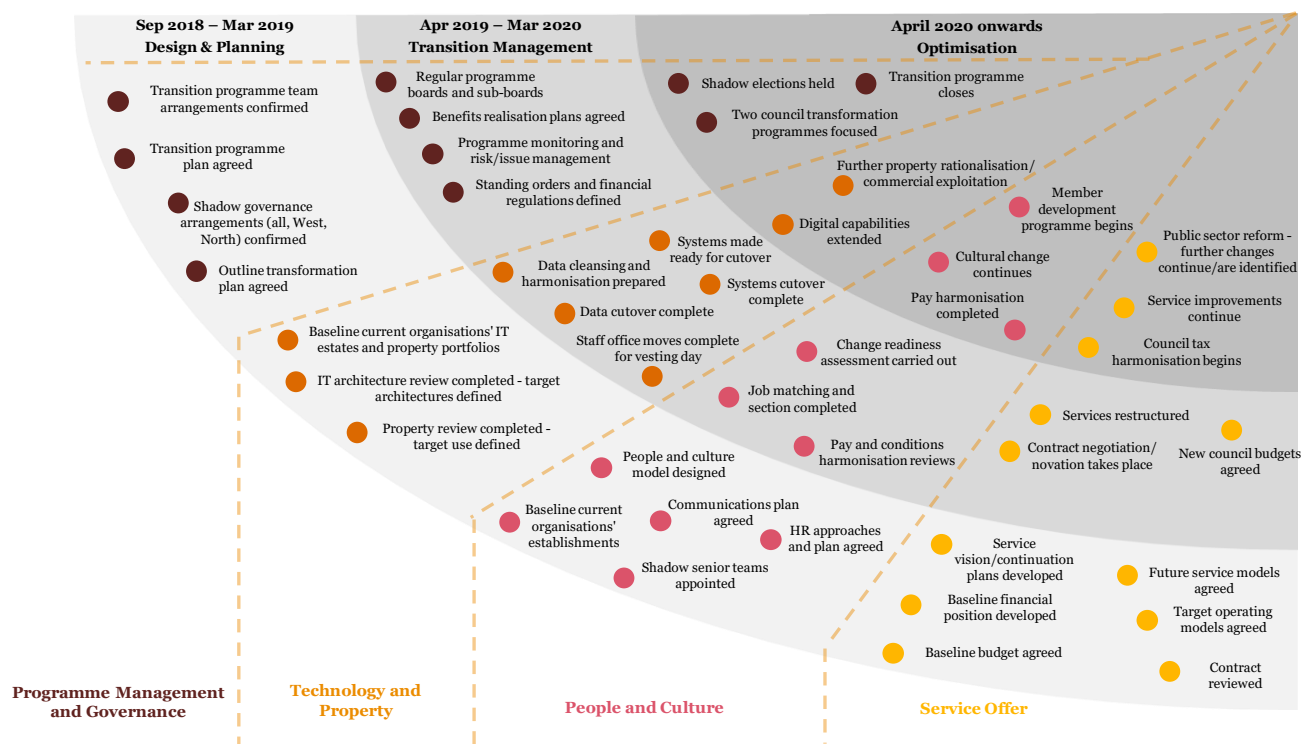 Sep 2018 – Mar 2019
Design & Planning
Apr 2019 – Mar 2020
Transition Management
April 2020 onwards
Optimisation
Transition programme team
arrangements confirmed
Transition programme
plan agreed
Shadow governance
arrangements (all, West,
North) confirmed
Outline transformation
plan agreed
Regular programme
boards and sub-boards
Benefits realisation plans agreed
Programme monitoring and
risk/issue management
Standing orders and financial
regulations defined
Shadow elections held
Transition programme
closes
Two council transformation
programmes focused
Further property rationalisation/
commercial exploitation
Digital capabilities
extended
Member
development
programme begins
Cultural change
continues
Pay harmonisation
completed
Public sector reform -
further changes
continue/are identified
Service improvements
continue
Council tax
harmonisation begins
Systems made
ready for cutover
Data cleansing and
harmonisation prepared
Systems cutover
complete
Data cutover complete
Staff office moves complete
for vesting day
Baseline current organisations' IT
estates and property portfolios
IT architecture review completed - target
architectures defined
Property review completed -
target use defined
Change readiness
assessment carried out
Job matching and
section completed
Pay and conditions
harmonisation reviews
Services restructured
Contract negotiation/
novation takes place
New council budgets
agreed
People and culture
model designed
Baseline current
organisations'
establishments
Communications plan
agreed
HR approaches
and plan agreed
Shadow senior teams
appointed
Service
vision/continuation
plans developed
Baseline financial
position developed
Baseline budget agreed
Future service models
agreed
Target operating
models agreed
Contract
reviewed
Programme Management
and Governance
Technology and
Property
People and Culture
Service Offer